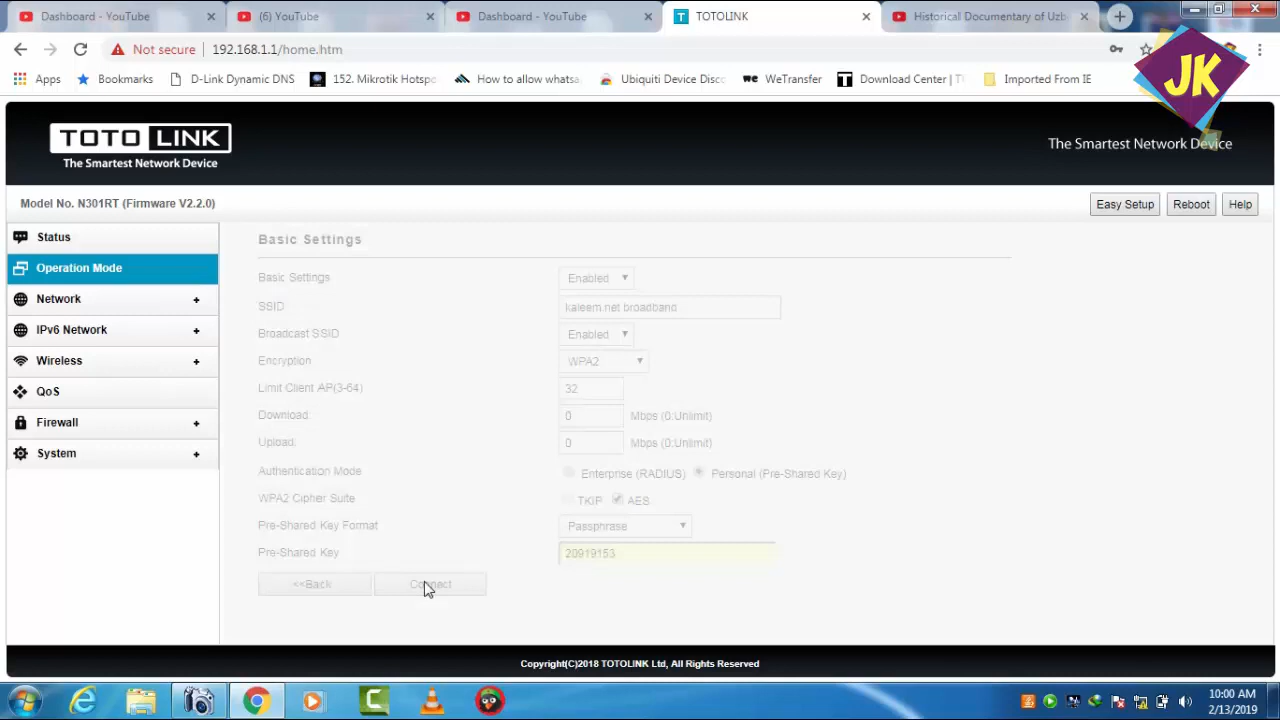 Dashboard - YouTube
(6) YouTube
Dashboard - YouTube
TOTOLINK
Historical Documentary of Uzb
Not secure
192.168.1.1/home.htm
Apps
Bookmarks
D-Link Dynamic DNS
152. Mikrotik Hotspo
How to allow whatsa
Ubiquiti Device Disc
we WeTransfer
T Download Center | T
Imported From IE
JK
TOTO LINK
The Smartest Network Device
The Smartest Network Device
Model No. N301RT (Firmware V2.2.0)
Easy Setup
Reboot
Help
Status
Operation Mode
Network +
IPv6 Network +
Wireless +
QoS
Firewall +
System +
Basic Settings
Basic Settings Enabled
SSID kaleem.net broadband
Broadcast SSID Enabled
Encryption WPA2
Limit Client AP(3-64) 32
Download: 0 Mbps (0:Unlimit)
Upload: 0 Mbps (0:Unlimit)
Authentication Mode Enterprise (RADIUS) Personal (Pre-Shared Key)
WPA2 Cipher Suite TKIP AES
Pre-Shared Key Format Passphrase
Pre-Shared Key 20919153
<<Back Connect
Copyright(C)2018 TOTOLINK Ltd, All Rights Reserved
10:00 AM
2/13/2019